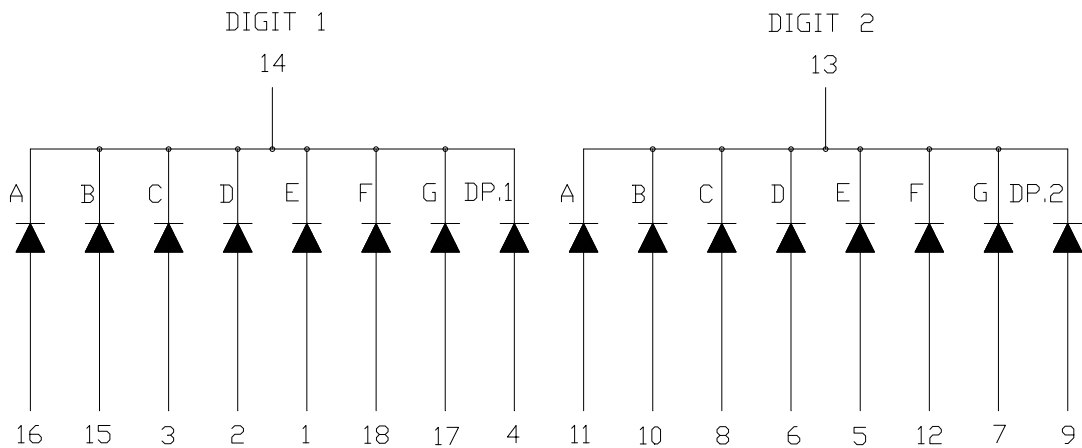 DIGIT 1 DIGIT 2
14 13
A B C D E F G DP.1 A B C D E F G DP.2
16 15 3 2 1 18 17 4 11 10 8 6 5 12 7 9